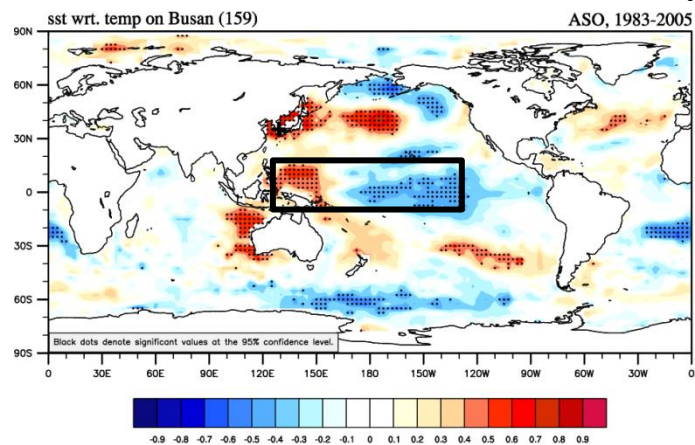 sst wrt. temp on Busan (159) ASO, 1983-2005
90N
60N
30N
0
30S
60S
90S
Black dots denote significant values at the 95% confidence level.
0 30E 60E 90E 120E 150E 180 150W 120W 90W 60W 30W 0
-0.9 -0.8 -0.7 -0.6 -0.5 -0.4 -0.3 -0.2 -0.1 0 0.1 0.2 0.3 0.4 0.5 0.6 0.7 0.8 0.9